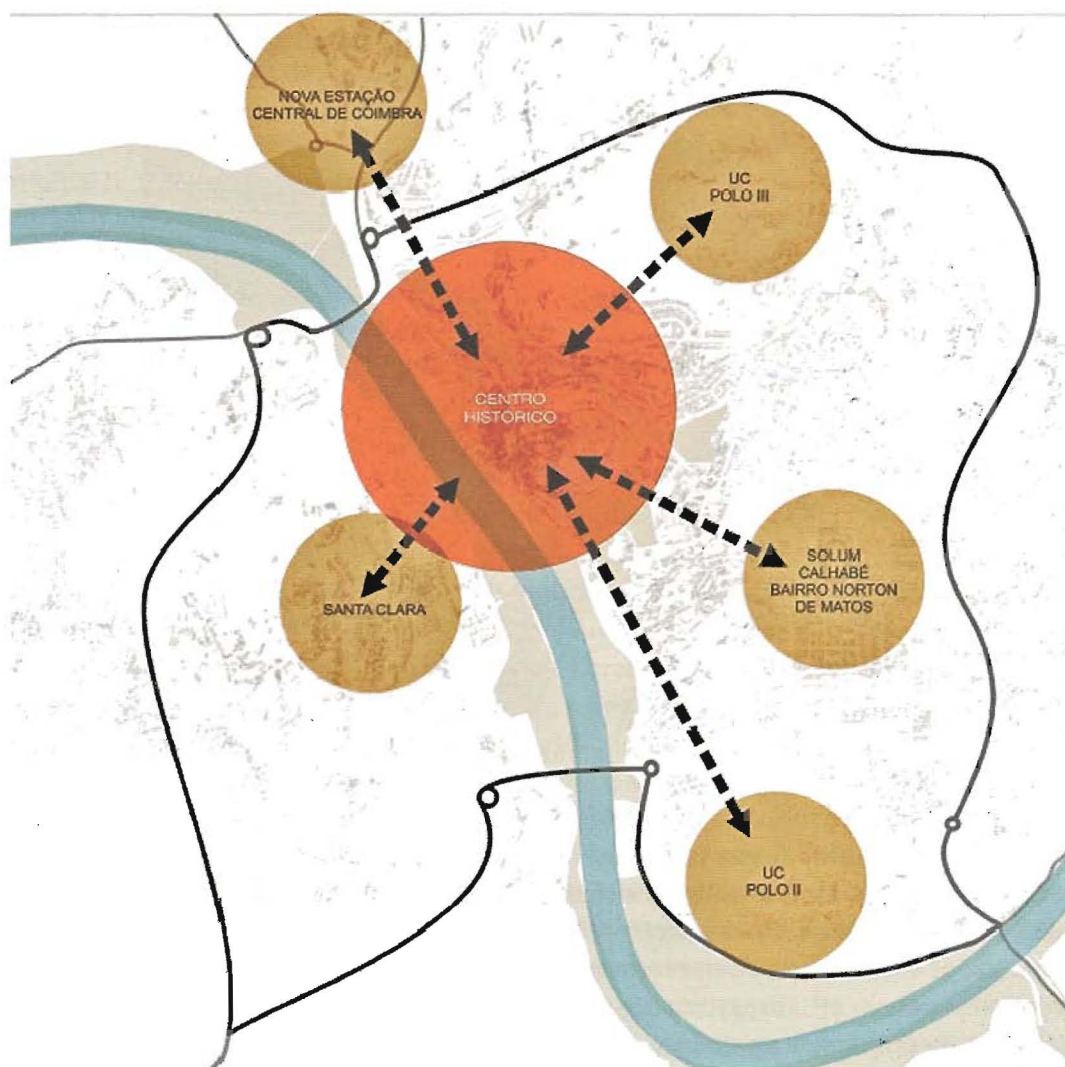 NOVA ESTAÇÃO
CENTRAL DE COIMBRA
UC
POLO III
CENTRO
HISTÓRICO
SOLUM
CALHABÉ
BAIRRO NORTON
DE MATOS
SANTA CLARA
UC
POLO II